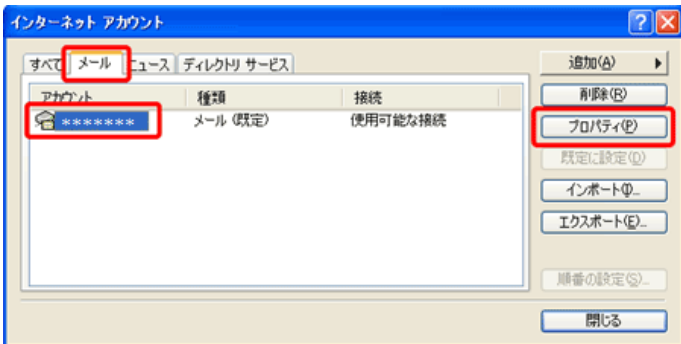 インターネット アカウント
すべて メール ニュース ディレクトリ サービス
追加(A)
アカウント 種類 接続
削除(R)
******* メール (既定) 使用可能な接続
プロパティ(P)
既定に設定(D)
インポート(I)...
エクスポート(E)...
順番の設定(S)...
閉じる